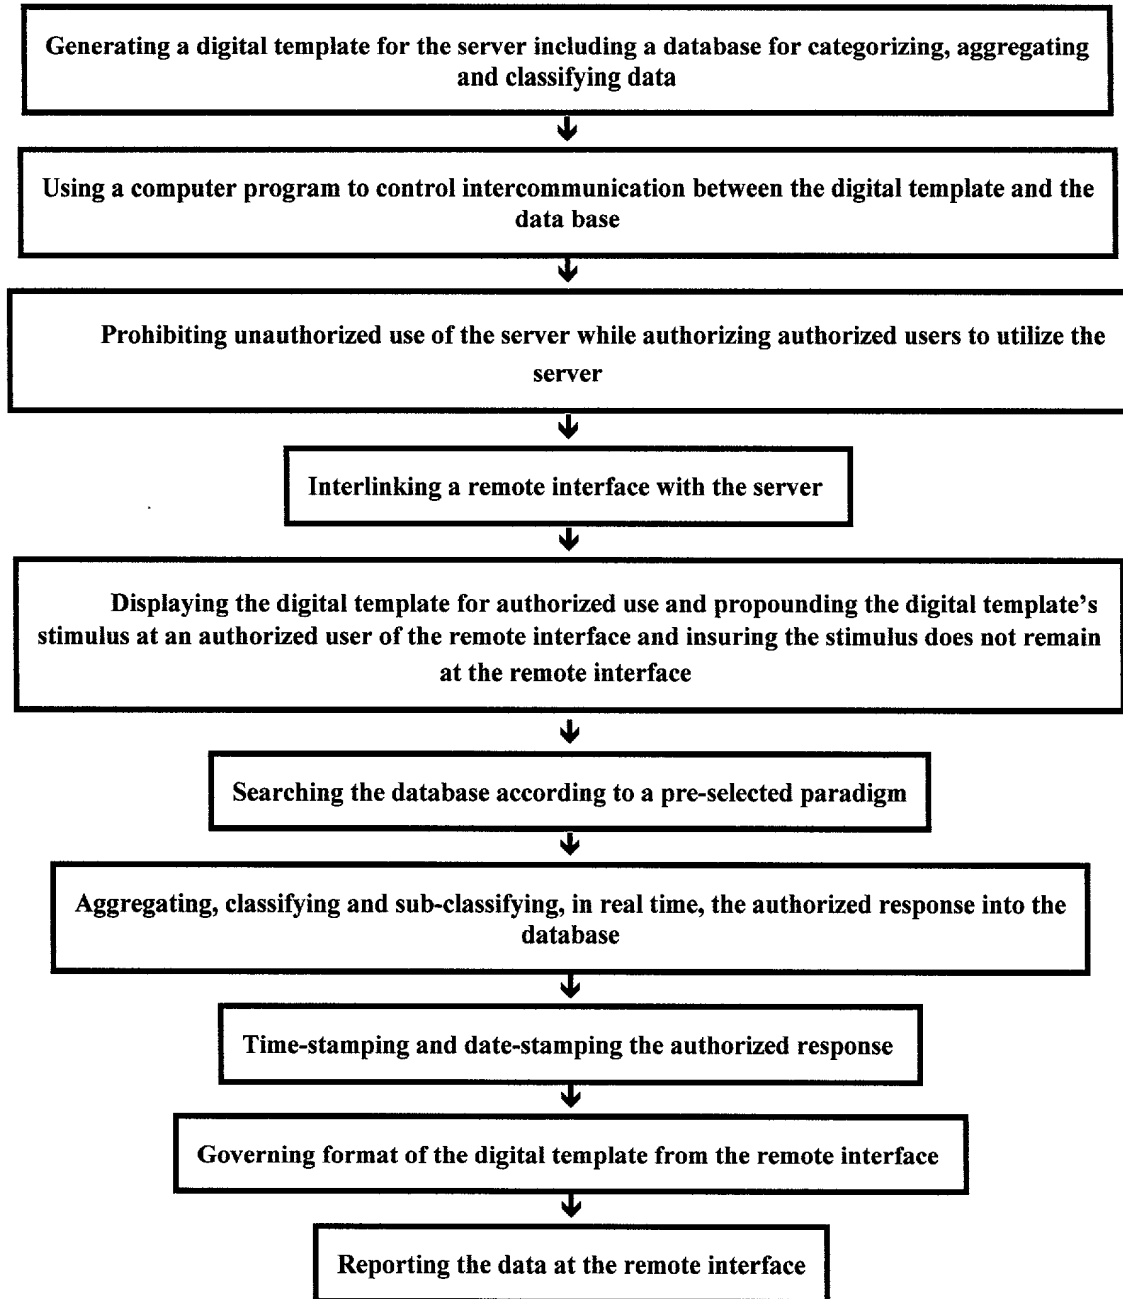 Generating a digital template for the server including a database for categorizing, aggregating
and classifying data
Using a computer program to control intercommunication between the digital template and the
data base
Prohibiting unauthorized use of the server while authorizing authorized users to utilize the
server
Interlinking a remote interface with the server
Displaying the digital template for authorized use and propounding the digital template's
stimulus at an authorized user of the remote interface and insuring the stimulus does not remain
at the remote interface
Searching the database according to a pre-selected paradigm
Aggregating, classifying and sub-classifying, in real time, the authorized response into the
database
Time-stamping and date-stamping the authorized response
Governing format of the digital template from the remote interface
Reporting the data at the remote interface